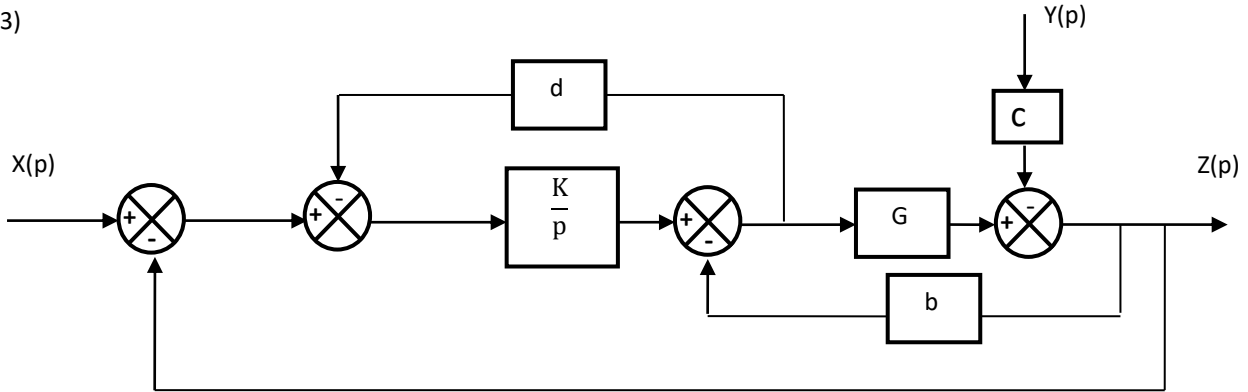 3)
Y(p)
d
C
X(p)
Z(p)
K
p
G
b
+
-
+
-
+
-
+
-